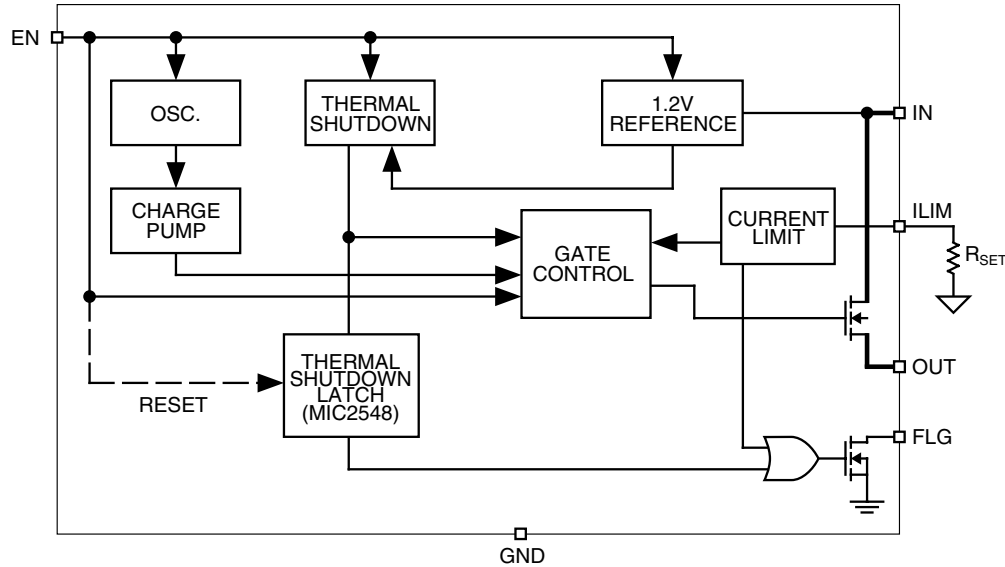 EN
OSC.
THERMAL
SHUTDOWN
1.2V
REFERENCE
IN
CHARGE
PUMP
CURRENT
LIMIT
ILIM
GATE
CONTROL
RSET
THERMAL
SHUTDOWN
LATCH
(MIC2548)
OUT
RESET
FLG
GND